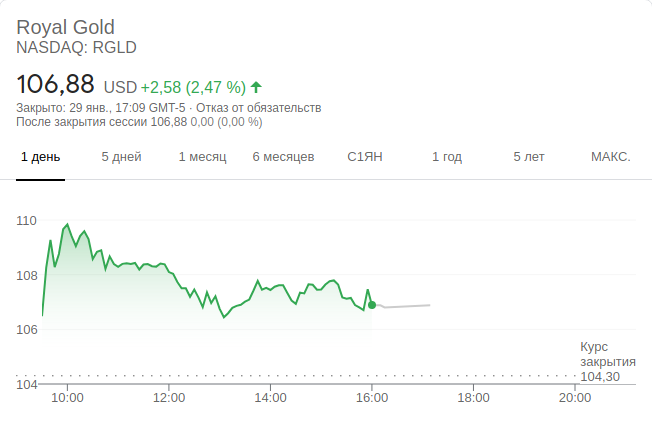 Royal Gold
NASDAQ: RGLD
106,88 USD +2,58 (2,47 %)
Закрыто: 29 янв., 17:09 GMT-5 · Отказ от обязательств
После закрытия сессии 106,88 0,00 (0,00 %)
1 день 5 дней 1 месяц 6 месяцев С1ЯН 1 год 5 лет МАКС.
110
108
106
Курс
закрытия
104,30
104
10:00 12:00 14:00 16:00 18:00 20:00